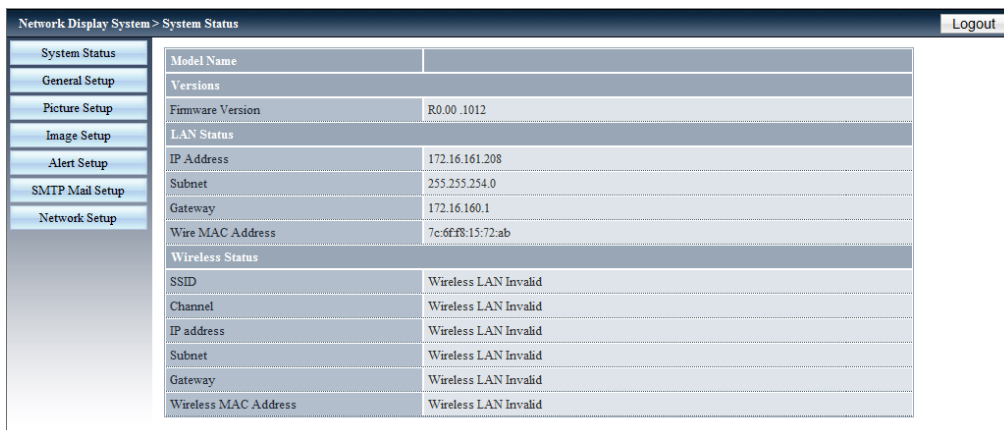 Network Display System > System Status
Logout
System Status
General Setup
Picture Setup
Image Setup
Alert Setup
SMTP Mail Setup
Network Setup
Model Name
Versions
Firmware Version R0.00 .1012
LAN Status
IP Address 172.16.161.208
Subnet 255.255.254.0
Gateway 172.16.160.1
Wire MAC Address 7c:6f:f8:15:72:ab
Wireless Status
SSID Wireless LAN Invalid
Channel Wireless LAN Invalid
IP address Wireless LAN Invalid
Subnet Wireless LAN Invalid
Gateway Wireless LAN Invalid
Wireless MAC Address Wireless LAN Invalid